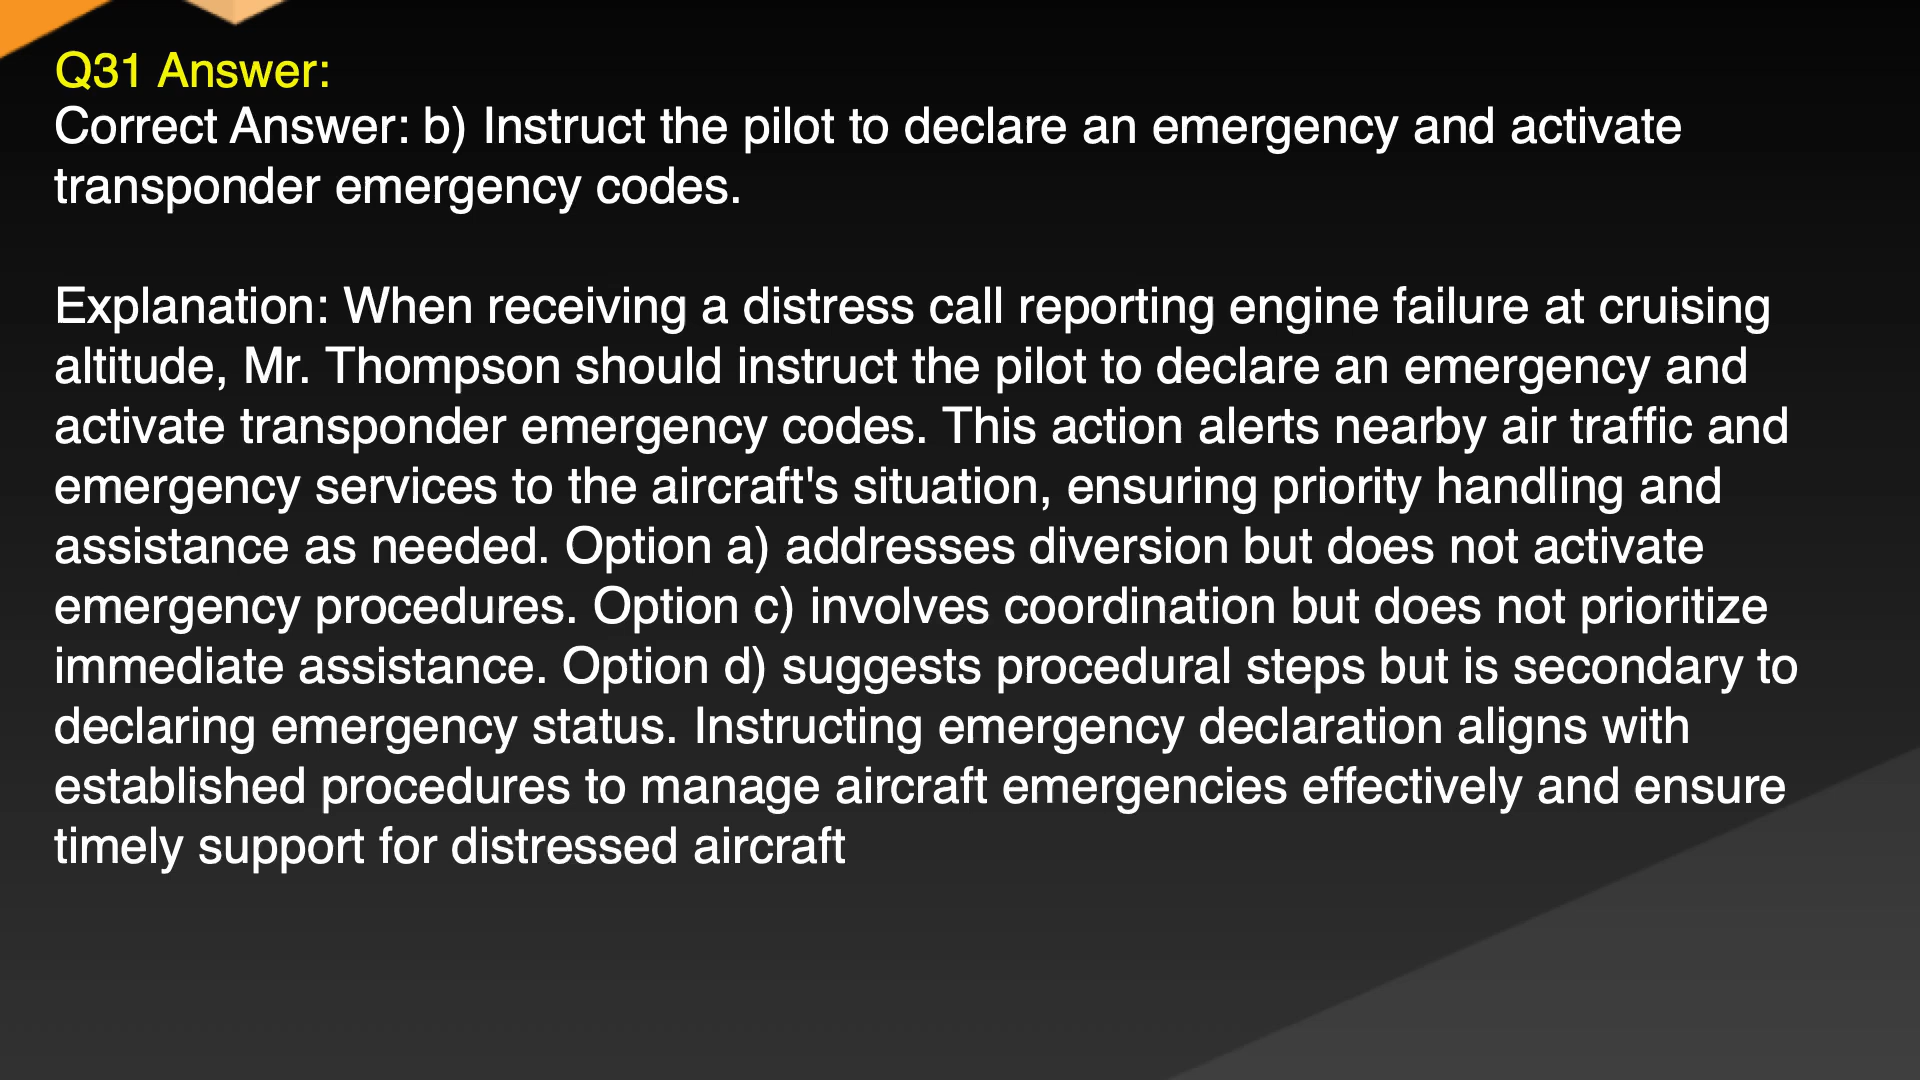 Q31 Answer:
Correct Answer: b) Instruct the pilot to declare an emergency and activate
transponder emergency codes.
Explanation: When receiving a distress call reporting engine failure at cruising
altitude, Mr. Thompson should instruct the pilot to declare an emergency and
activate transponder emergency codes. This action alerts nearby air traffic and
emergency services to the aircraft's situation, ensuring priority handling and
assistance as needed. Option a) addresses diversion but does not activate
emergency procedures. Option c) involves coordination but does not prioritize
immediate assistance. Option d) suggests procedural steps but is secondary to
declaring emergency status. Instructing emergency declaration aligns with
established procedures to manage aircraft emergencies effectively and ensure
timely support for distressed aircraft